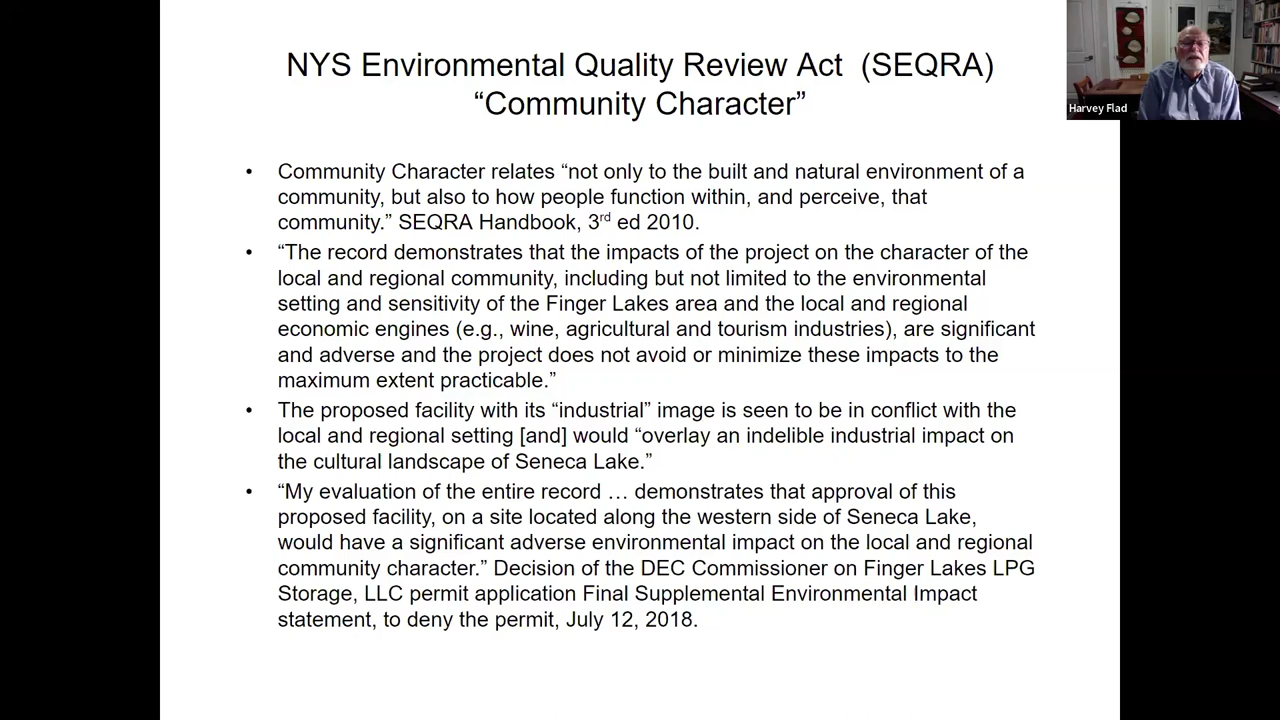 NYS Environmental Quality Review Act (SEQRA)
“Community Character”
Harvey Flad
• Community Character relates “not only to the built and natural environment of a
community, but also to how people function within, and perceive, that
community.” SEQRA Handbook, 3rd ed 2010.
• “The record demonstrates that the impacts of the project on the character of the
local and regional community, including but not limited to the environmental
setting and sensitivity of the Finger Lakes area and the local and regional
economic engines (e.g., wine, agricultural and tourism industries), are significant
and adverse and the project does not avoid or minimize these impacts to the
maximum extent practicable.”
• The proposed facility with its “industrial” image is seen to be in conflict with the
local and regional setting [and] would “overlay an indelible industrial impact on
the cultural landscape of Seneca Lake.”
• “My evaluation of the entire record … demonstrates that approval of this
proposed facility, on a site located along the western side of Seneca Lake,
would have a significant adverse environmental impact on the local and regional
community character.” Decision of the DEC Commissioner on Finger Lakes LPG
Storage, LLC permit application Final Supplemental Environmental Impact
statement, to deny the permit, July 12, 2018.